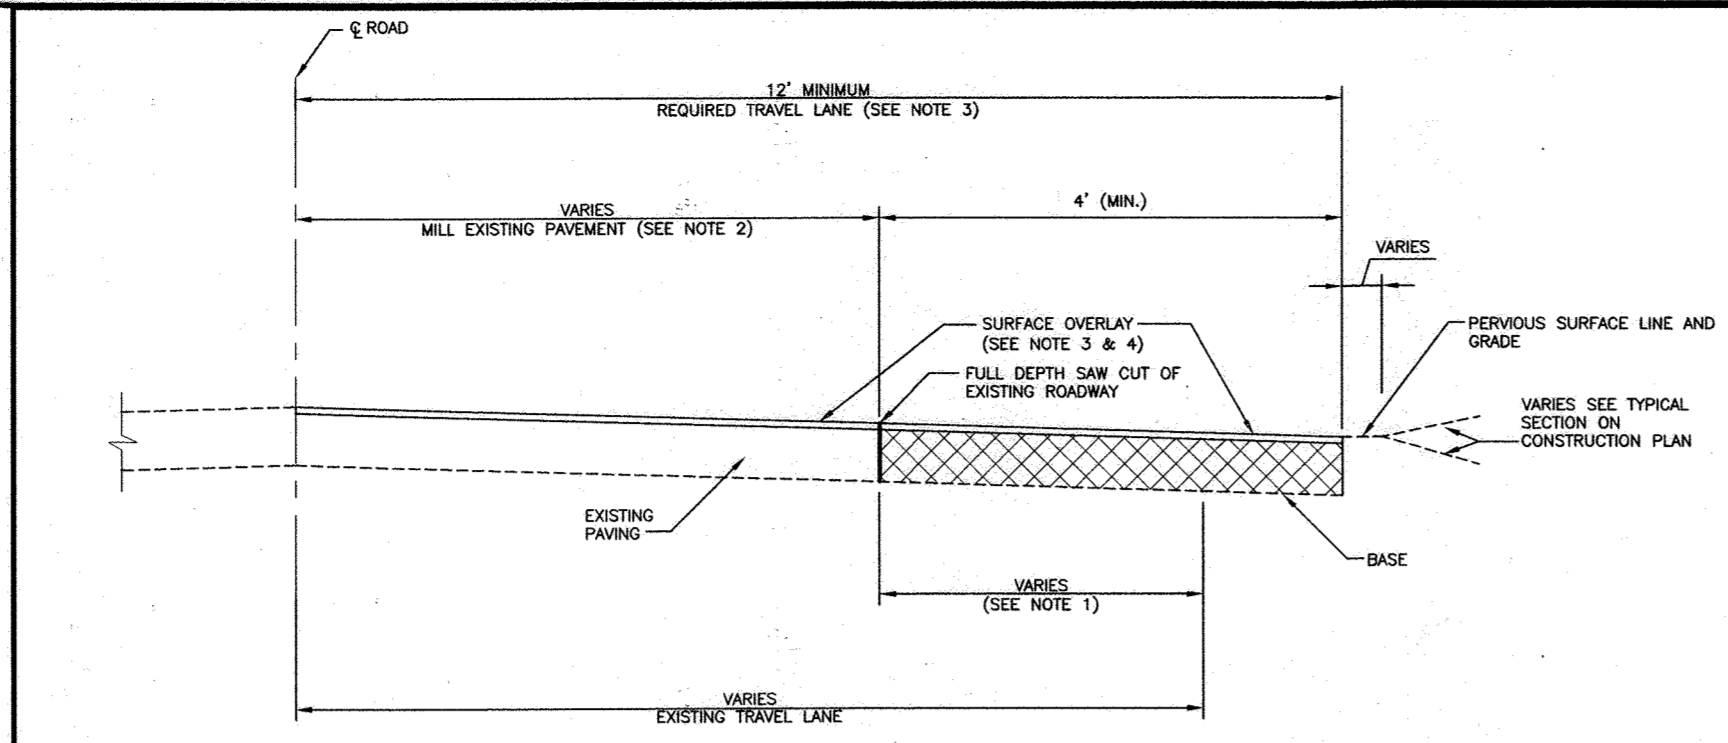 ℄ ROAD
12' MINIMUM
REQUIRED TRAVEL LANE (SEE NOTE 3)
VARIES
MILL EXISTING PAVEMENT (SEE NOTE 2)
4' (MIN.)
VARIES
SURFACE OVERLAY
(SEE NOTE 3 & 4)
PERVIOUS SURFACE LINE AND
GRADE
FULL DEPTH SAW CUT OF
EXISTING ROADWAY
VARIES SEE TYPICAL
SECTION ON
CONSTRUCTION PLAN
EXISTING
PAVING
BASE
VARIES
(SEE NOTE 1)
VARIES
EXISTING TRAVEL LANE